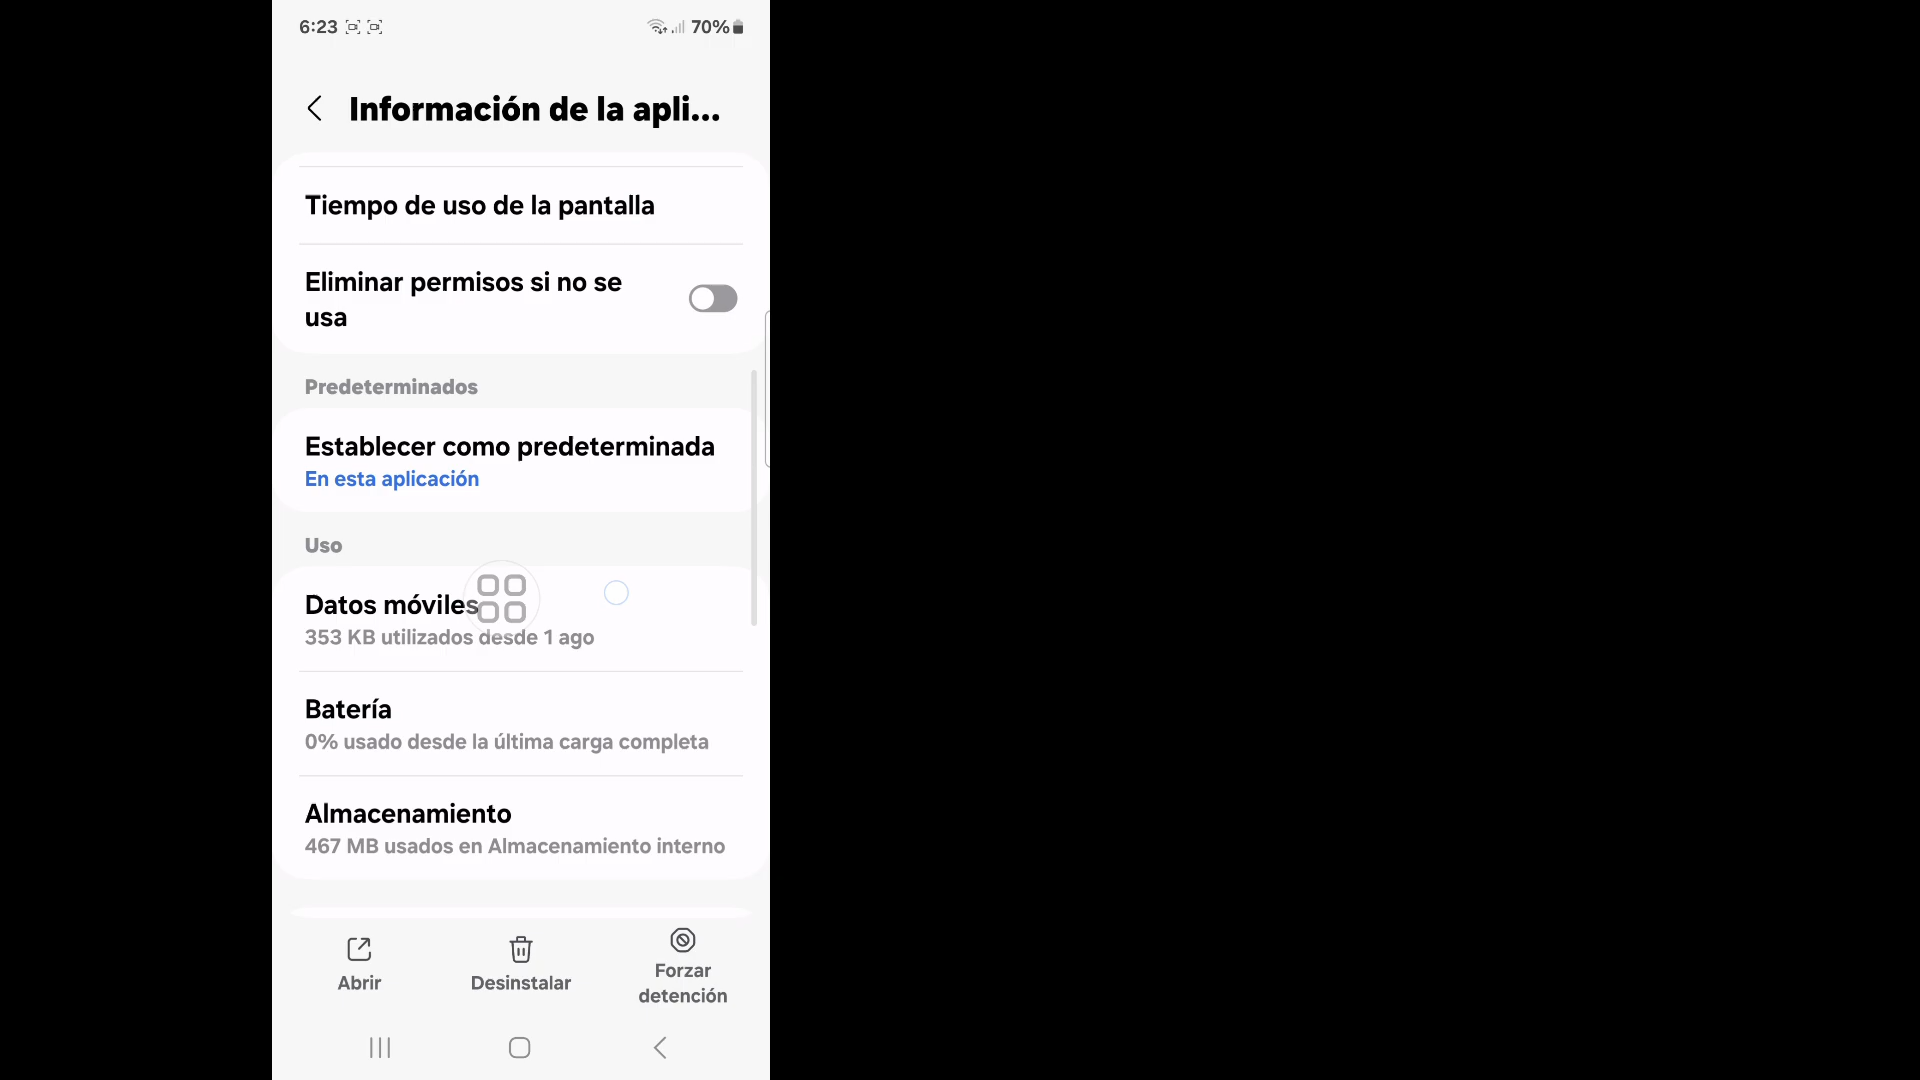 6:23
70%
Información de la apli...
Tiempo de uso de la pantalla
Eliminar permisos si no se
usa
Predeterminados
Establecer como predeterminada
En esta aplicación
Uso
Datos móviles
353 KB utilizados desde 1 ago
Batería
0% usado desde la última carga completa
Almacenamiento
467 MB usados en Almacenamiento interno
Abrir
Desinstalar
Forzar
detención